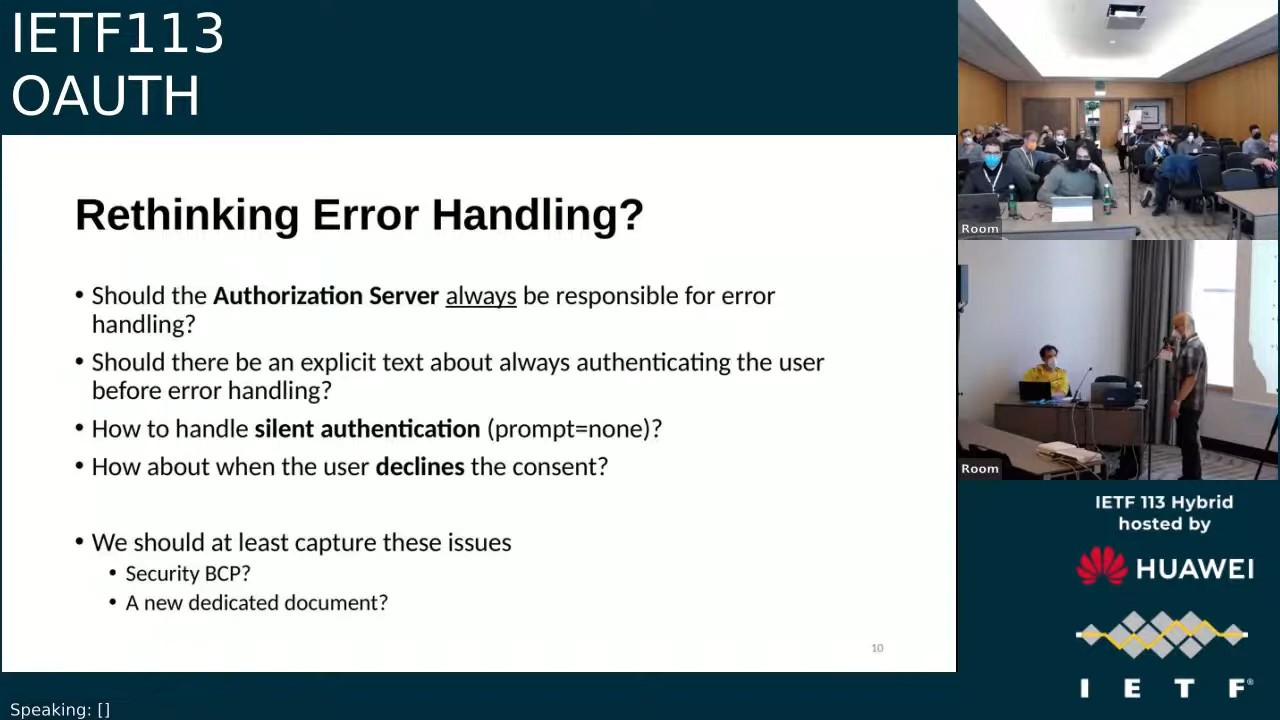 IETF113
OAUTH
Rethinking Error Handling?
• Should the Authorization Server always be responsible for error
handling?
• Should there be an explicit text about always authenticating the user
before error handling?
• How to handle silent authentication (prompt=none)?
• How about when the user declines the consent?
• We should at least capture these issues
• Security BCP?
• A new dedicated document?
10
Speaking: []
Room
Room
IETF 113 Hybrid
hosted by
HUAWEI
I E T F®